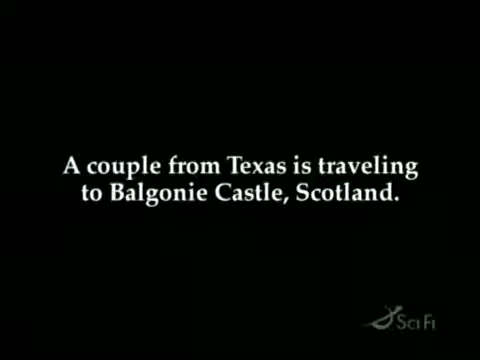 A couple from Texas is traveling
to Balgonie Castle, Scotland.
SCI FI